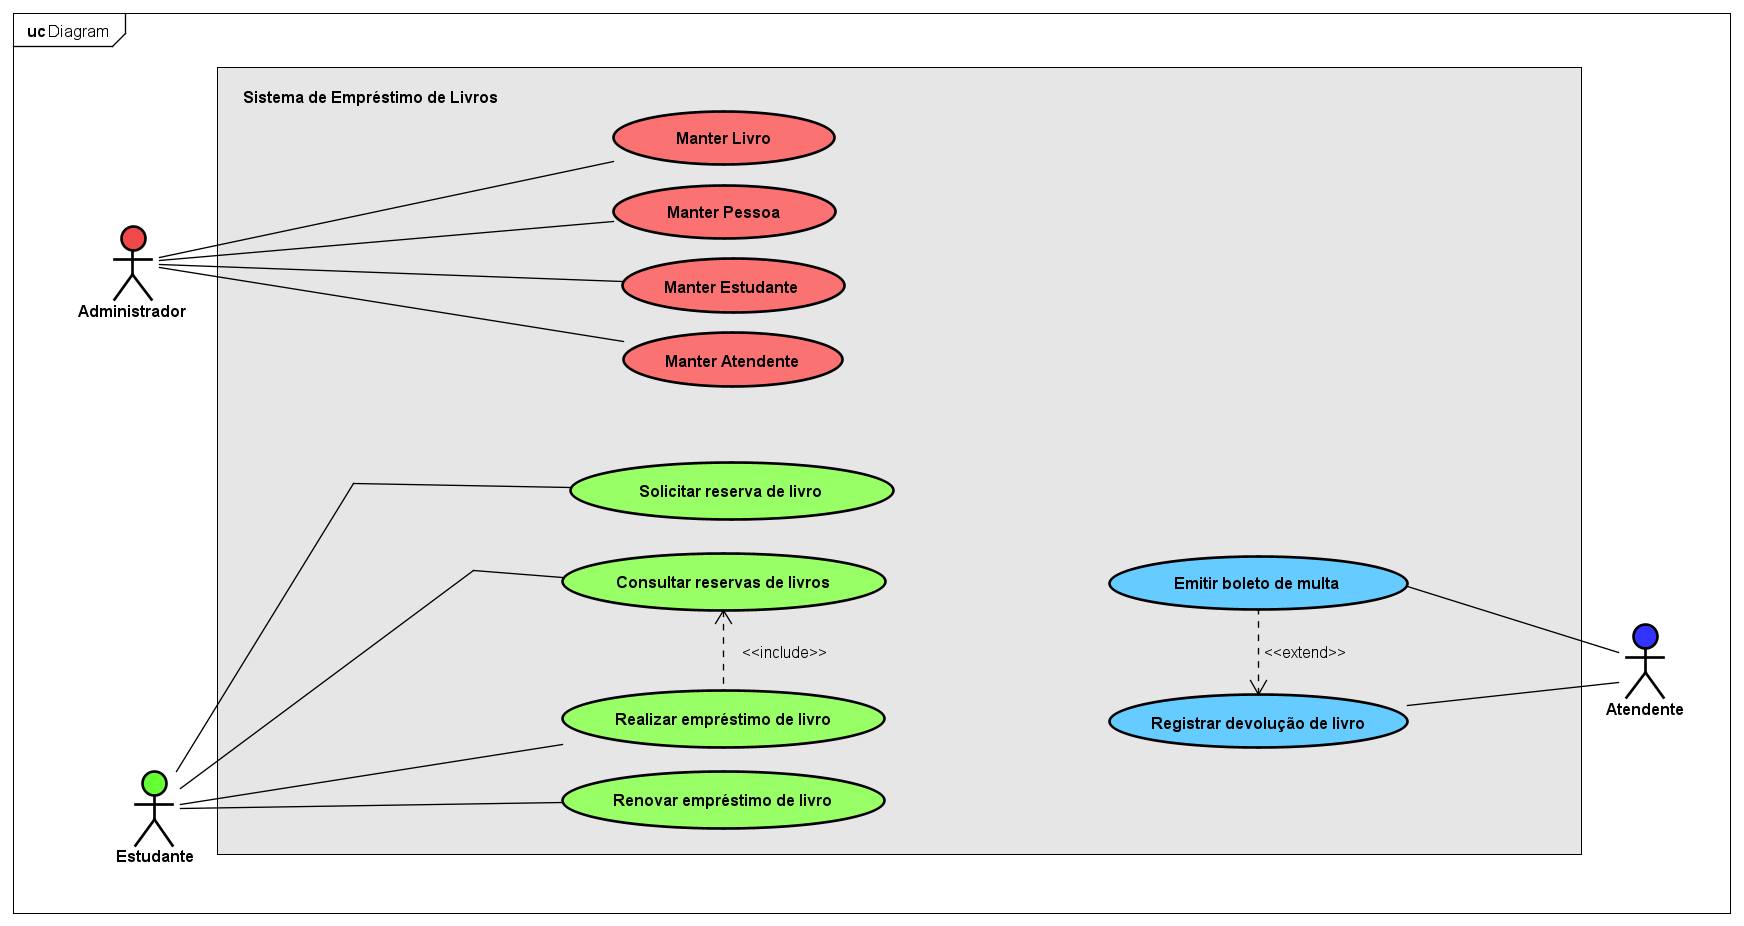 uc Diagram
Sistema de Empréstimo de Livros
Manter Livro
Manter Pessoa
Manter Estudante
Manter Atendente
Administrador
Solicitar reserva de livro
Consultar reservas de livros
<<include>>
Realizar empréstimo de livro
Renovar empréstimo de livro
Estudante
Emitir boleto de multa
<<extend>>
Registrar devolução de livro
Atendente